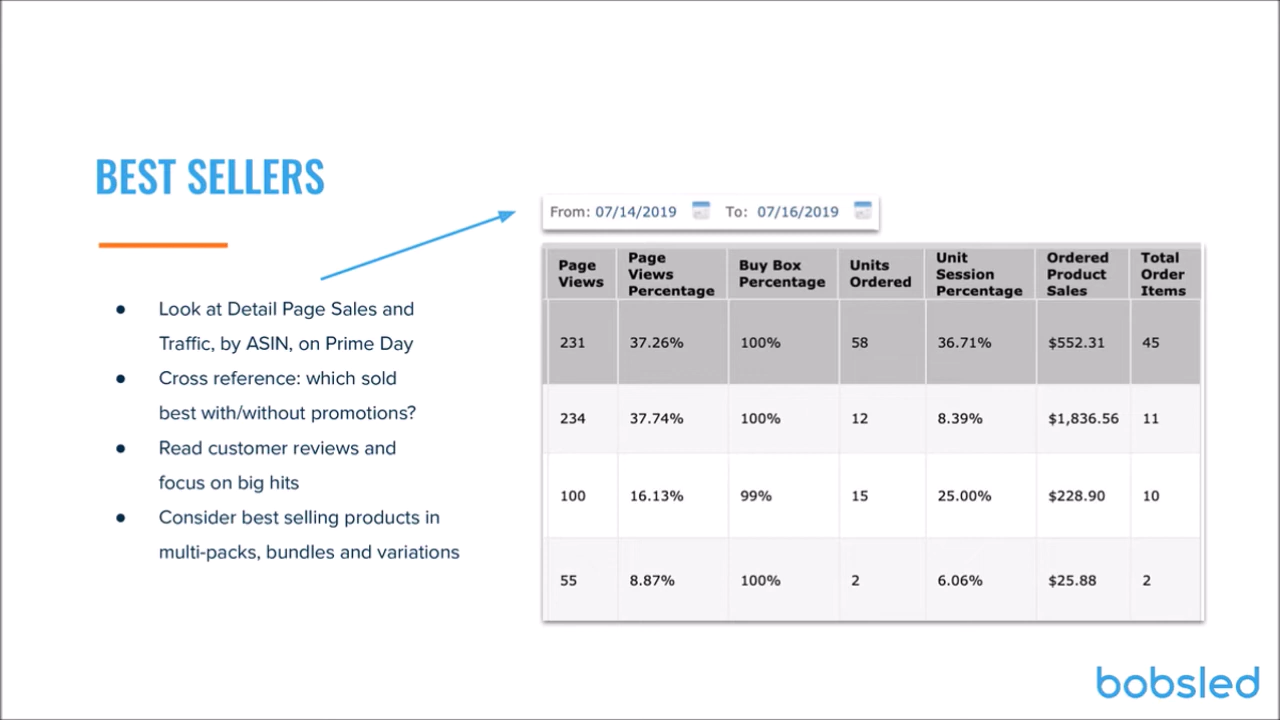 BEST SELLERS
● Look at Detail Page Sales and
Traffic, by ASIN, on Prime Day
● Cross reference: which sold
best with/without promotions?
● Read customer reviews and
focus on big hits
● Consider best selling products in
multi-packs, bundles and variations
From: 07/14/2019 To: 07/16/2019
Page Views Page Views Percentage Buy Box Percentage Units Ordered Unit Session Percentage Ordered Product Sales Total Order Items
231 37.26% 100% 58 36.71% $552.31 45
234 37.74% 100% 12 8.39% $1,836.56 11
100 16.13% 99% 15 25.00% $228.90 10
55 8.87% 100% 2 6.06% $25.88 2
bobsled